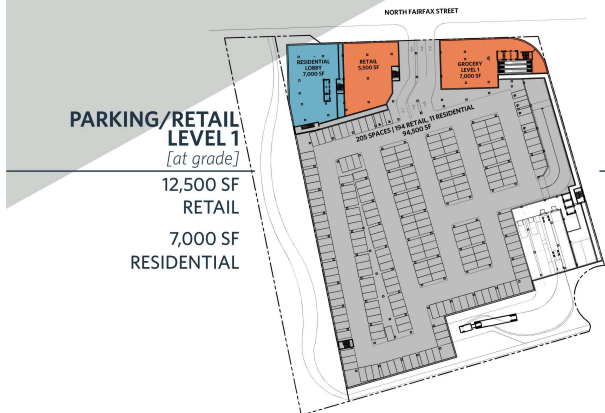 NORTH FAIRFAX STREET
RESIDENTIAL
LOBBY
7,000 SF
RETAIL
5,500 SF
GROCERY
LEVEL 1
7,000 SF
205 SPACES | 194 RETAIL, 11 RESIDENTIAL
94,500 SF
PARKING/RETAIL
LEVEL 1
[at grade]
12,500 SF
RETAIL
7,000 SF
RESIDENTIAL